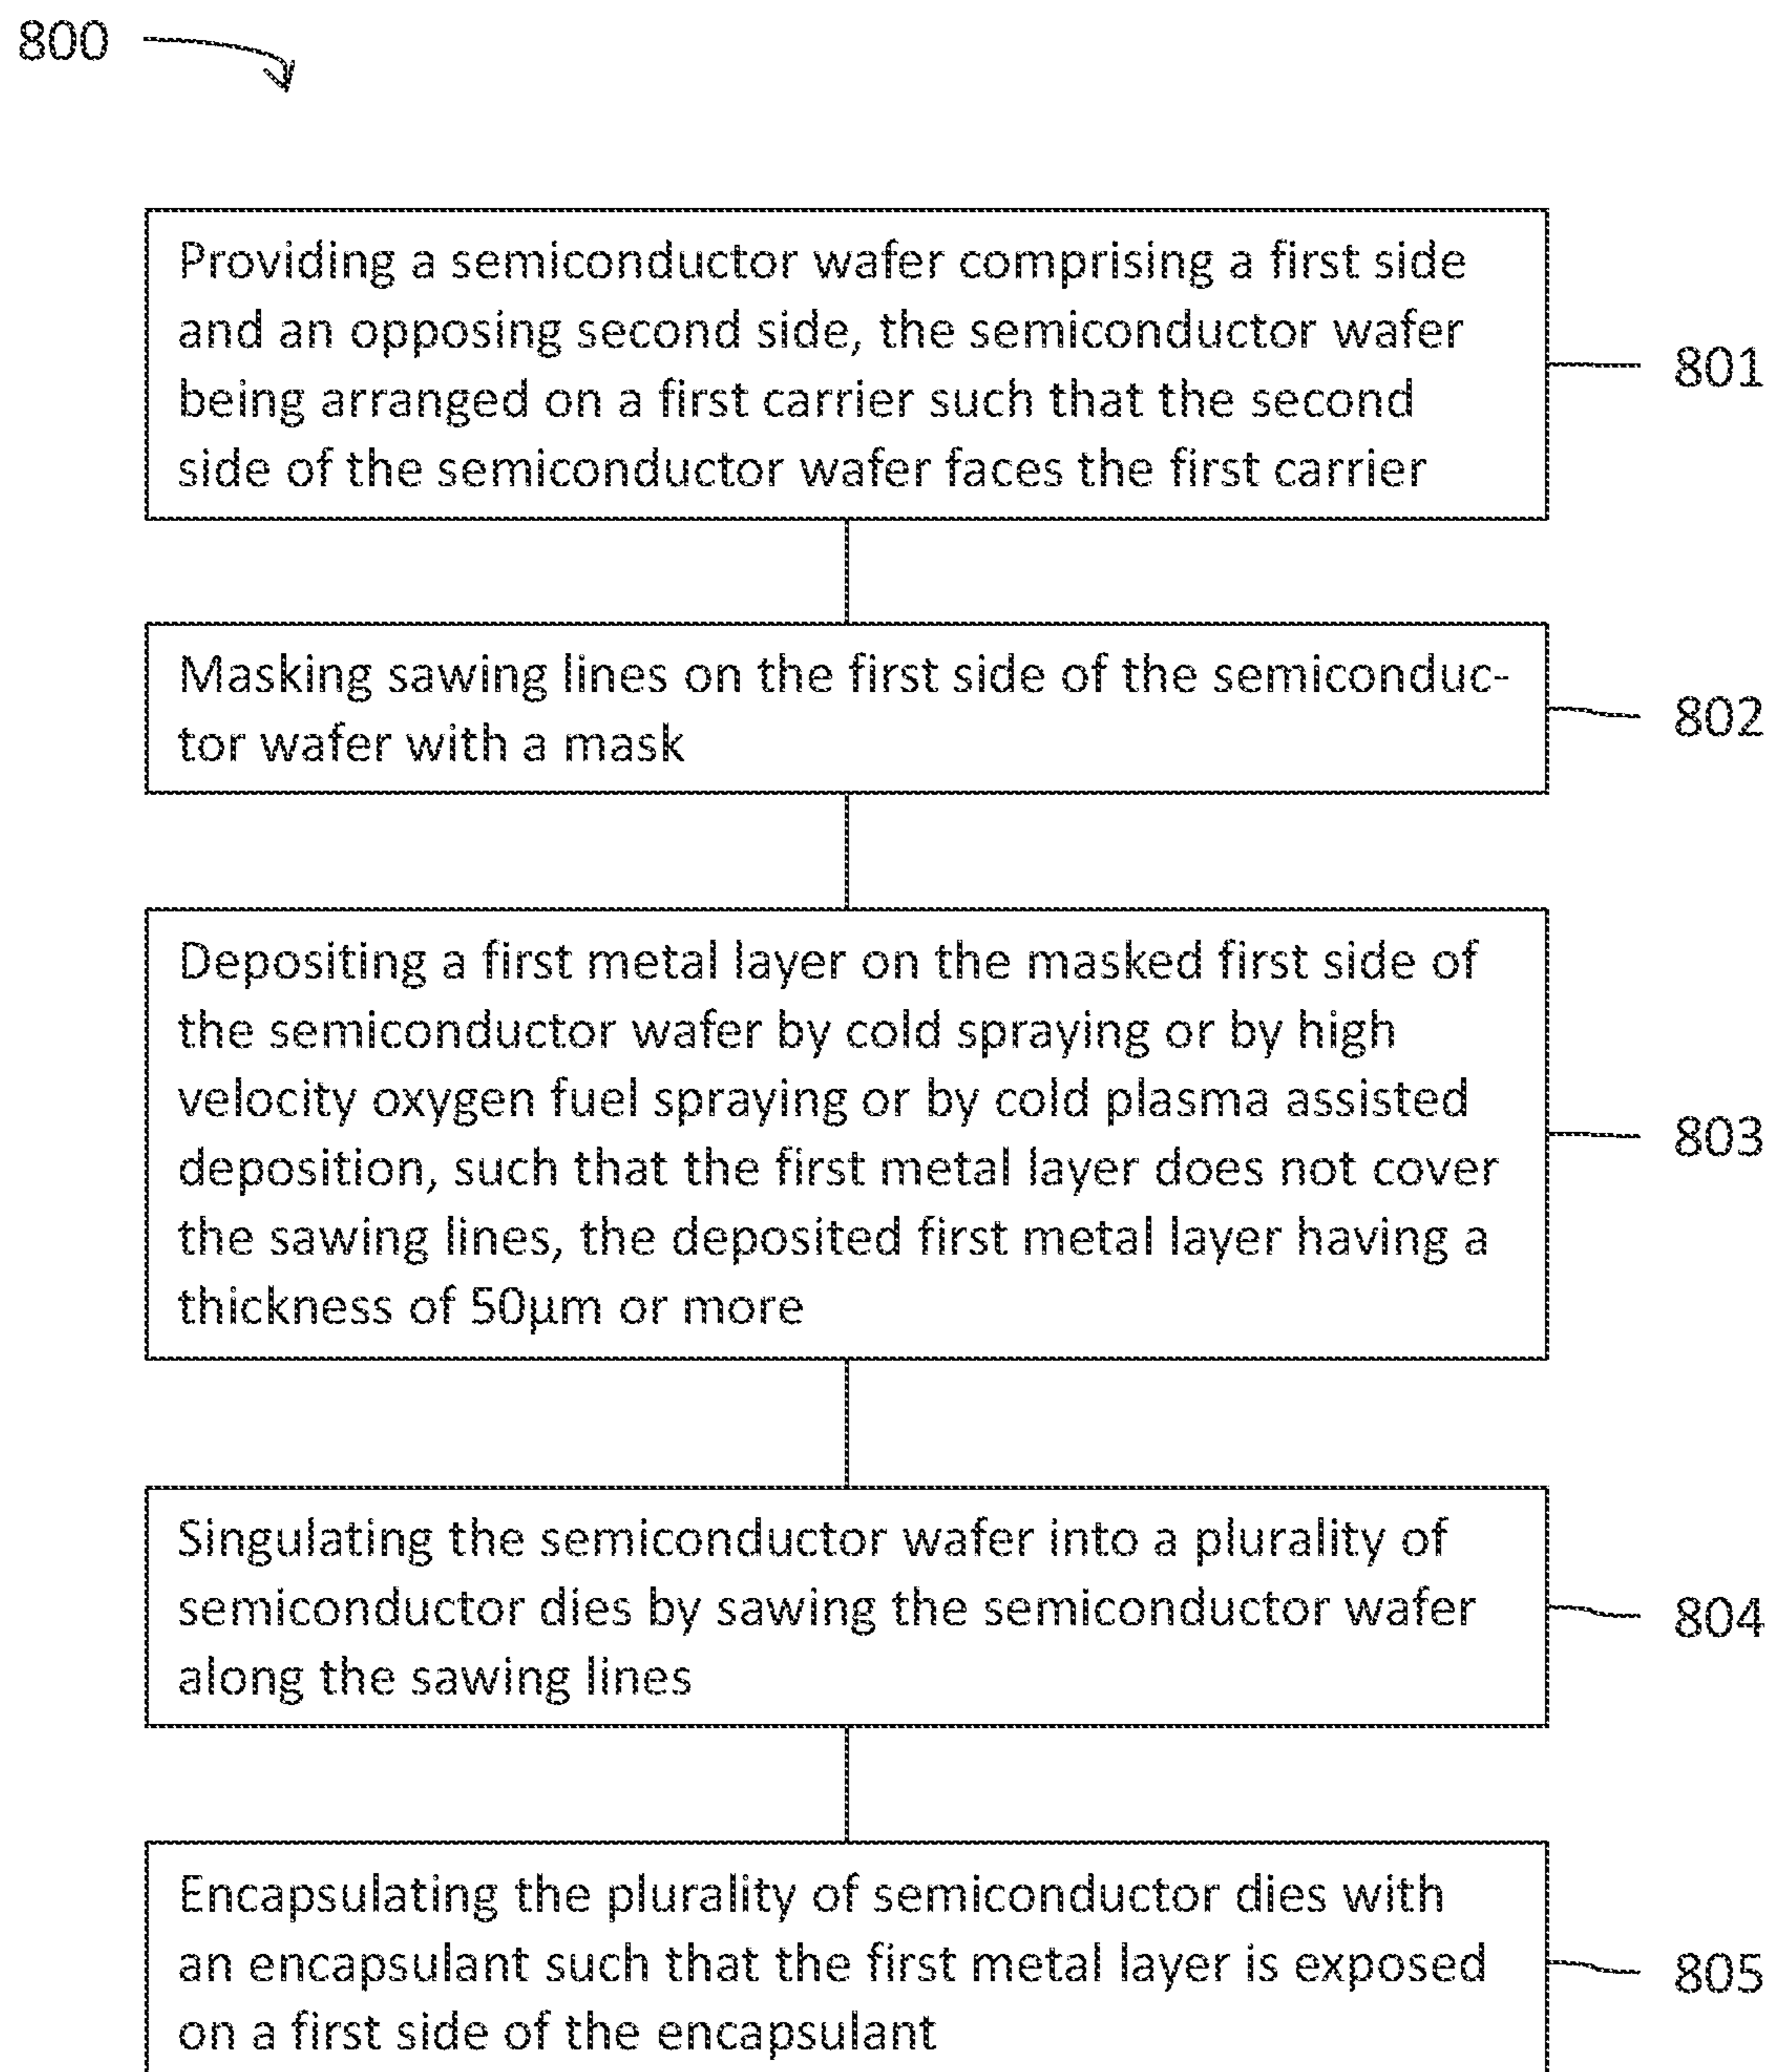 800
Providing a semiconductor wafer comprising a first side
and an opposing second side, the semiconductor wafer
being arranged on a first carrier such that the second
side of the semiconductor wafer faces the first carrier
801
Masking sawing lines on the first side of the semiconduc-
tor wafer with a mask
802
Depositing a first metal layer on the masked first side of
the semiconductor wafer by cold spraying or by high
velocity oxygen fuel spraying or by cold plasma assisted
deposition, such that the first metal layer does not cover
the sawing lines, the deposited first metal layer having a
thickness of 50µm or more
803
Singulating the semiconductor wafer into a plurality of
semiconductor dies by sawing the semiconductor wafer
along the sawing lines
804
Encapsulating the plurality of semiconductor dies with
an encapsulant such that the first metal layer is exposed
on a first side of the encapsulant
805